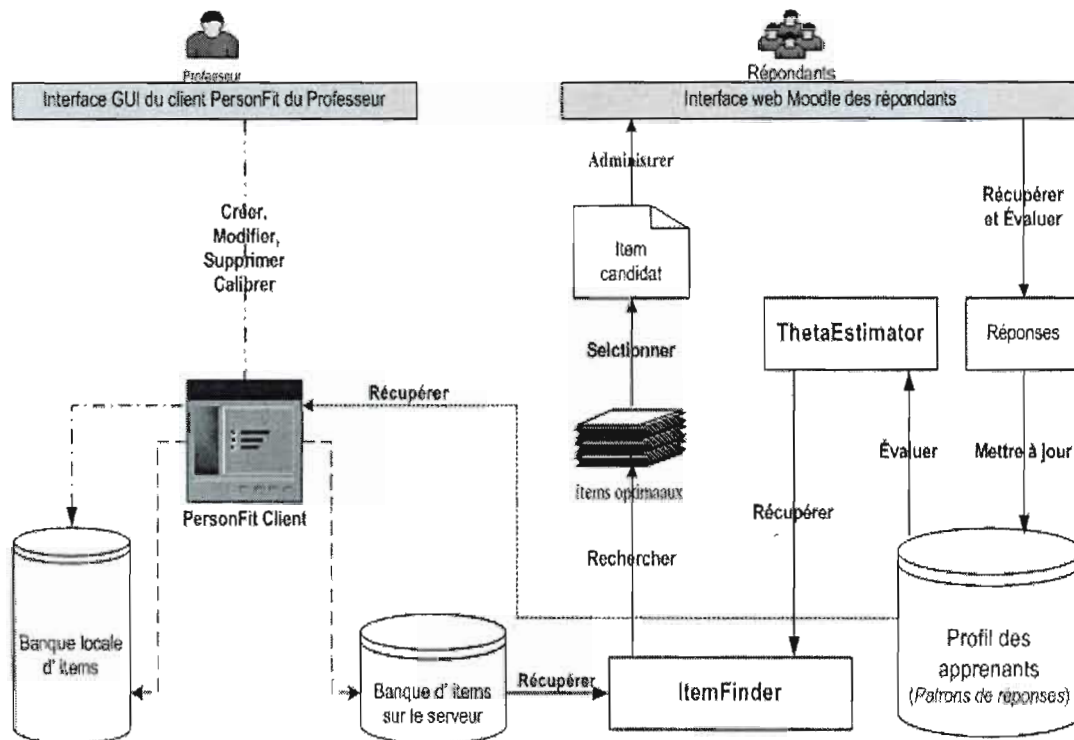 Professeur
Répondants
Interface GUI du client PersonFit du Professeur
Interface web Moodle des répondants
Administrer
Créer,
Modifier,
Supprimer
Calibrer
Récupérer
et Évaluer
Item
candidat
ThetaEstimator
Réponses
Selctionner
Récupérer
Évaluer
Mettre à jour
items optimaaux
PersonFit Client
Récupérer
Rechercher
Banque locale
d' items
Profil des
apprenants
(Patrons de réponses)
Banque d' items
sur le serveur
Récupérer
ItemFinder